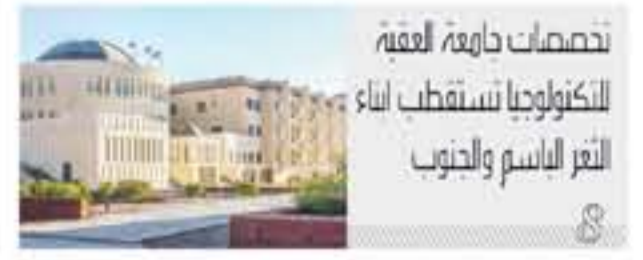 تخصصات جامعة العقبة
للتكنولوجيا تستقطب ابناء
الثغر الباسم والجنوب
8